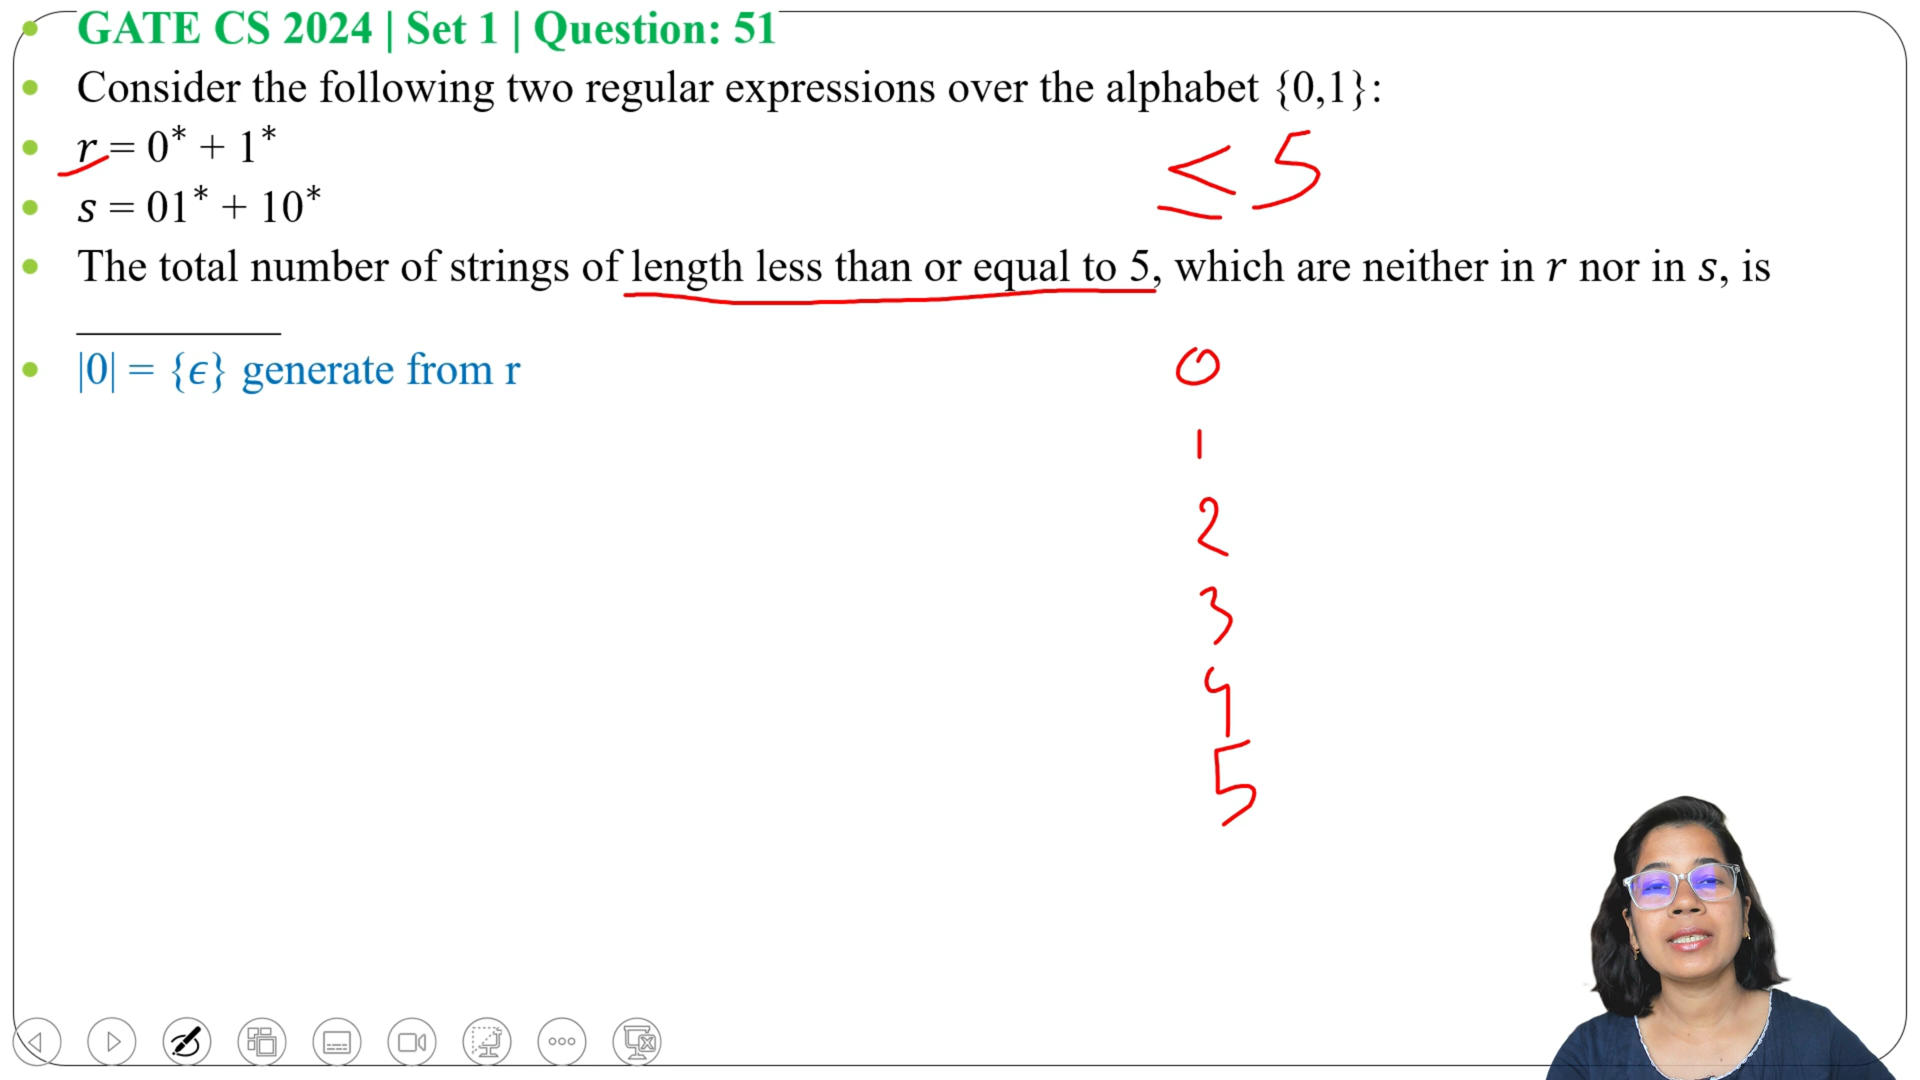 GATE CS 2024 | Set 1 | Question: 51
Consider the following two regular expressions over the alphabet {0,1}:
r = 0* + 1*
≤ 5
s = 01* + 10*
The total number of strings of length less than or equal to 5, which are neither in r nor in s, is
__________
|0| = {ϵ} generate from r
0
1
2
3
4
5